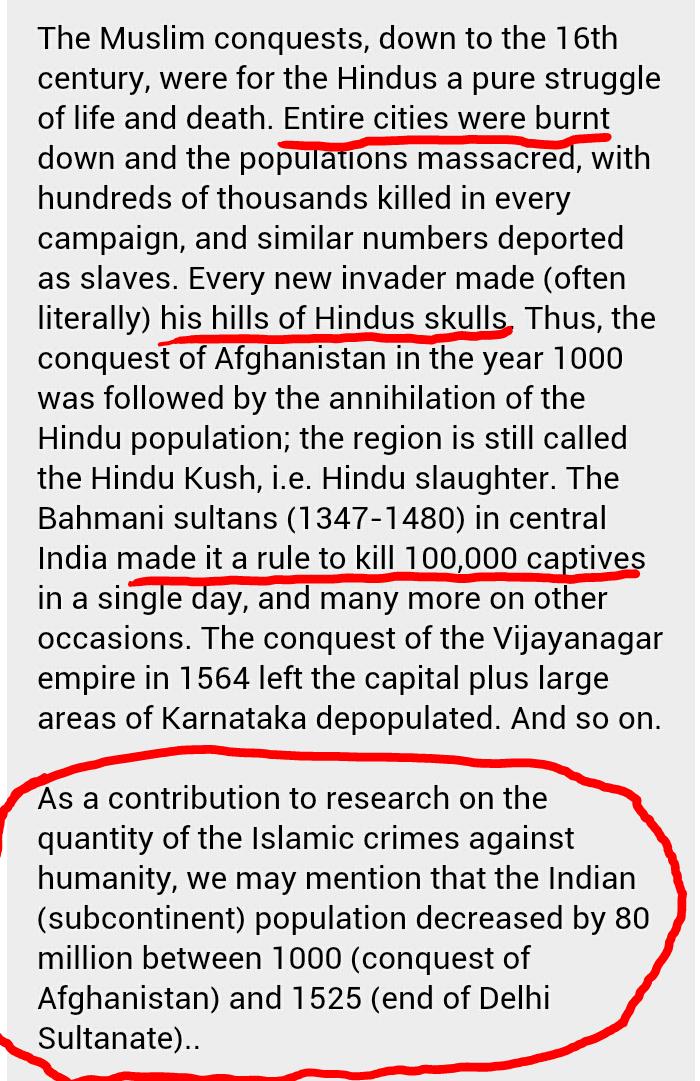 The Muslim conquests, down to the 16th
century, were for the Hindus a pure struggle
of life and death. Entire cities were burnt
down and the populations massacred, with
hundreds of thousands killed in every
campaign, and similar numbers deported
as slaves. Every new invader made (often
literally) his hills of Hindus skulls. Thus, the
conquest of Afghanistan in the year 1000
was followed by the annihilation of the
Hindu population; the region is still called
the Hindu Kush, i.e. Hindu slaughter. The
Bahmani sultans (1347-1480) in central
India made it a rule to kill 100,000 captives
in a single day, and many more on other
occasions. The conquest of the Vijayanagar
empire in 1564 left the capital plus large
areas of Karnataka depopulated. And so on.
As a contribution to research on the
quantity of the Islamic crimes against
humanity, we may mention that the Indian
(subcontinent) population decreased by 80
million between 1000 (conquest of
Afghanistan) and 1525 (end of Delhi
Sultanate)..